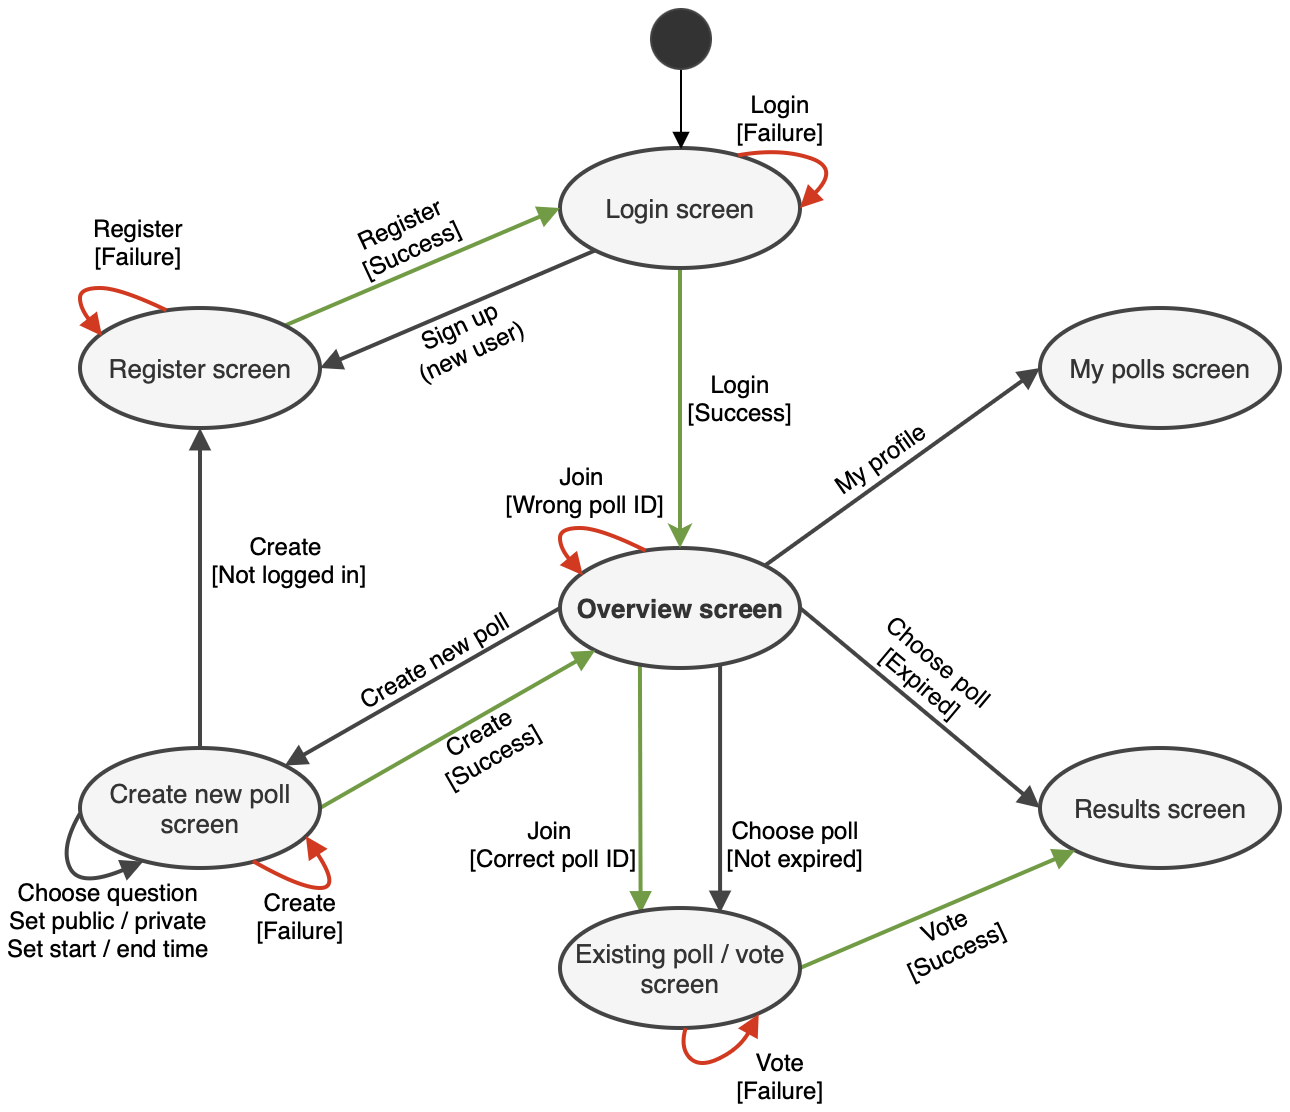 Login
[Failure]
Login screen
Register
[Success]
Register
[Failure]
Sign up
(new user)
Register screen
My polls screen
Login
[Success]
My profile
Join
[Wrong poll ID]
Create
[Not logged in]
Overview screen
Create new poll
Choose poll
[Expired]
Create
[Success]
Create new poll
screen
Results screen
Join
[Correct poll ID]
Choose poll
[Not expired]
Choose question
Set public / private
Set start / end time
Create
[Failure]
Existing poll / vote
screen
Vote
[Success]
Vote
[Failure]